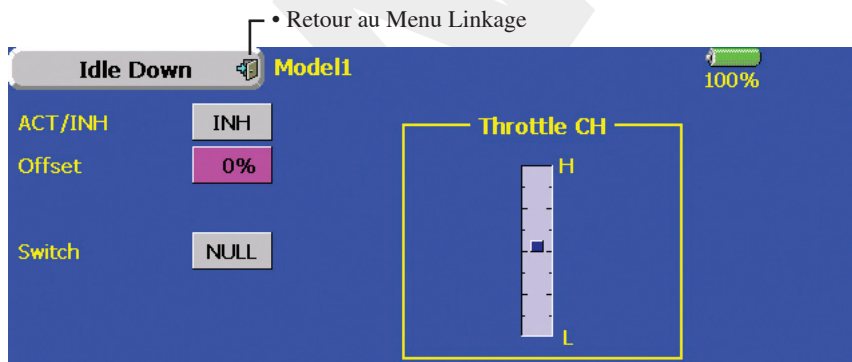 • Retour au Menu Linkage
Idle Down Model1
100%
ACT/INH INH
Throttle CH
Offset 0%
H
Switch NULL
L